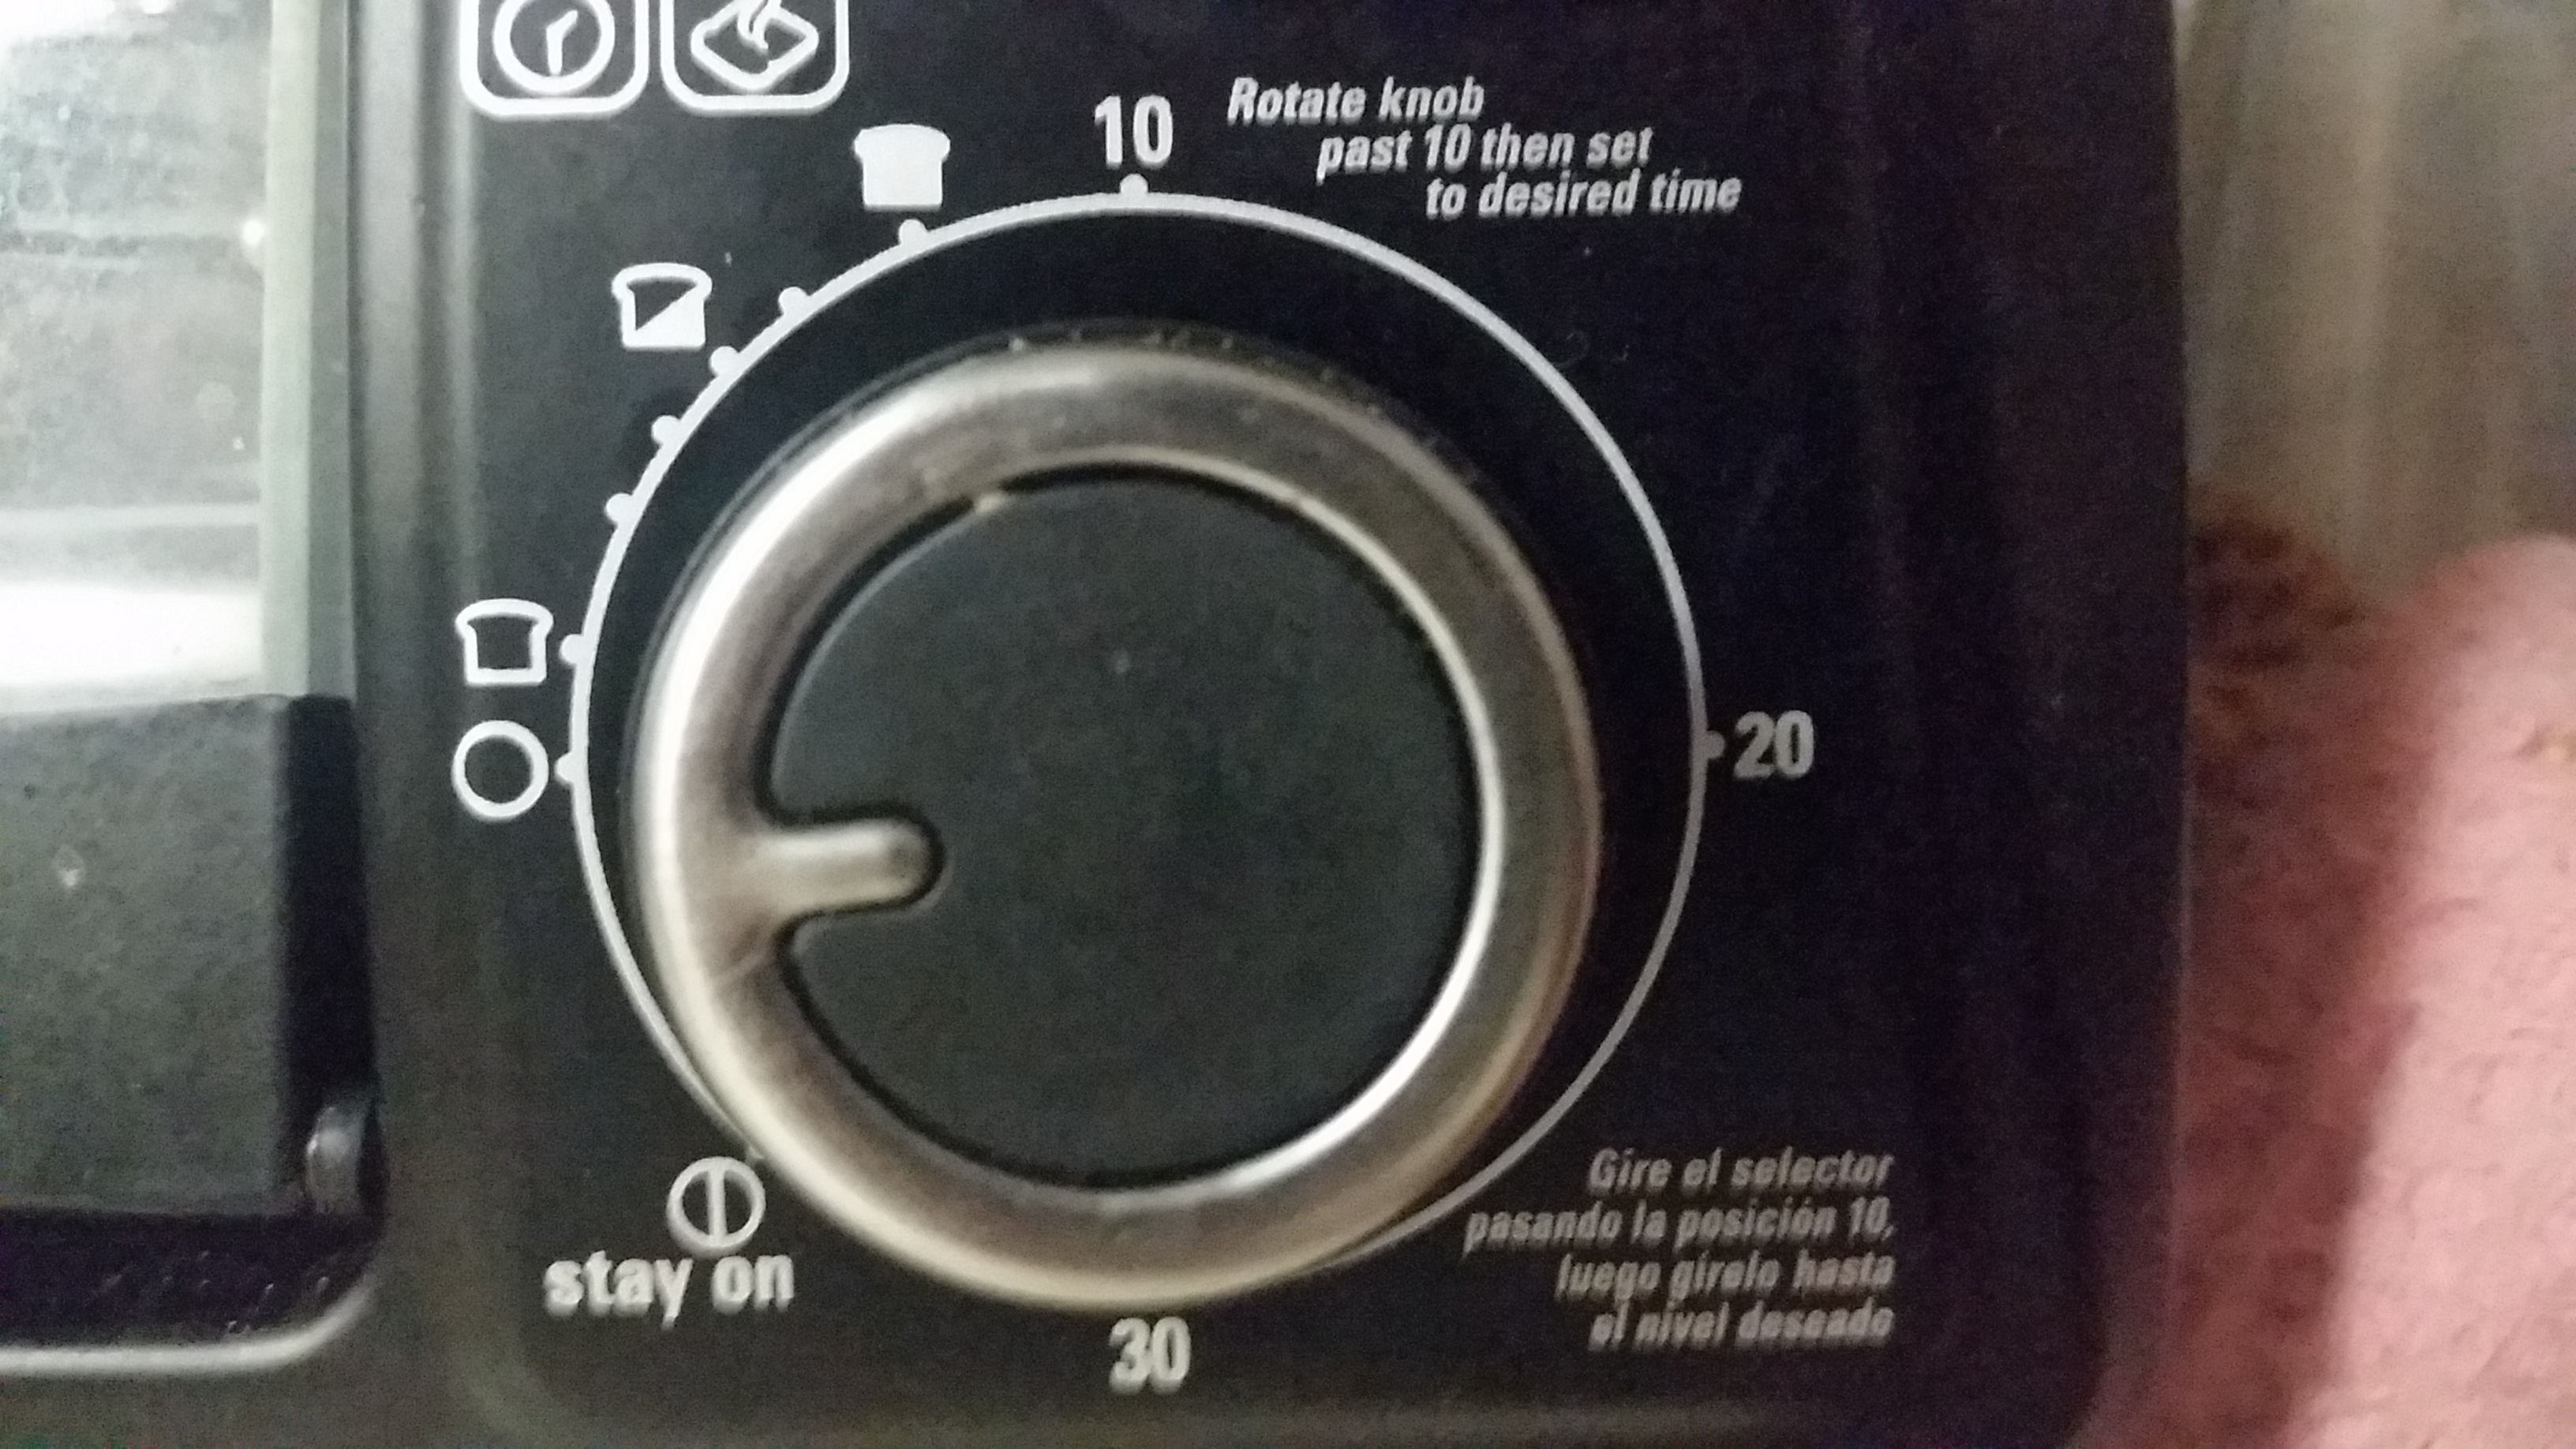 10
Rotate knob
past 10 then set
to desired time
20
stay on
30
Gire el selector
pasando la posición 10,
luego gírelo hasta
el nivel deseado